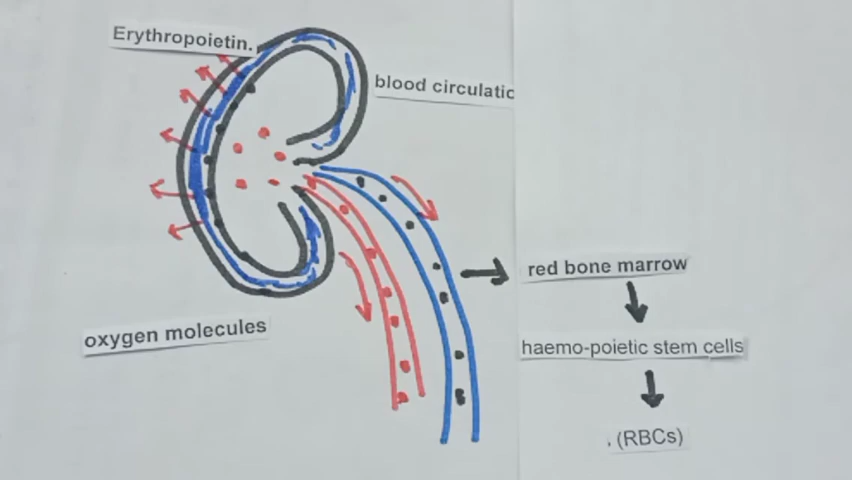 Erythropoietin.
blood circulatic
red bone marrow
oxygen molecules
haemo-poietic stem cells
. (RBCs)